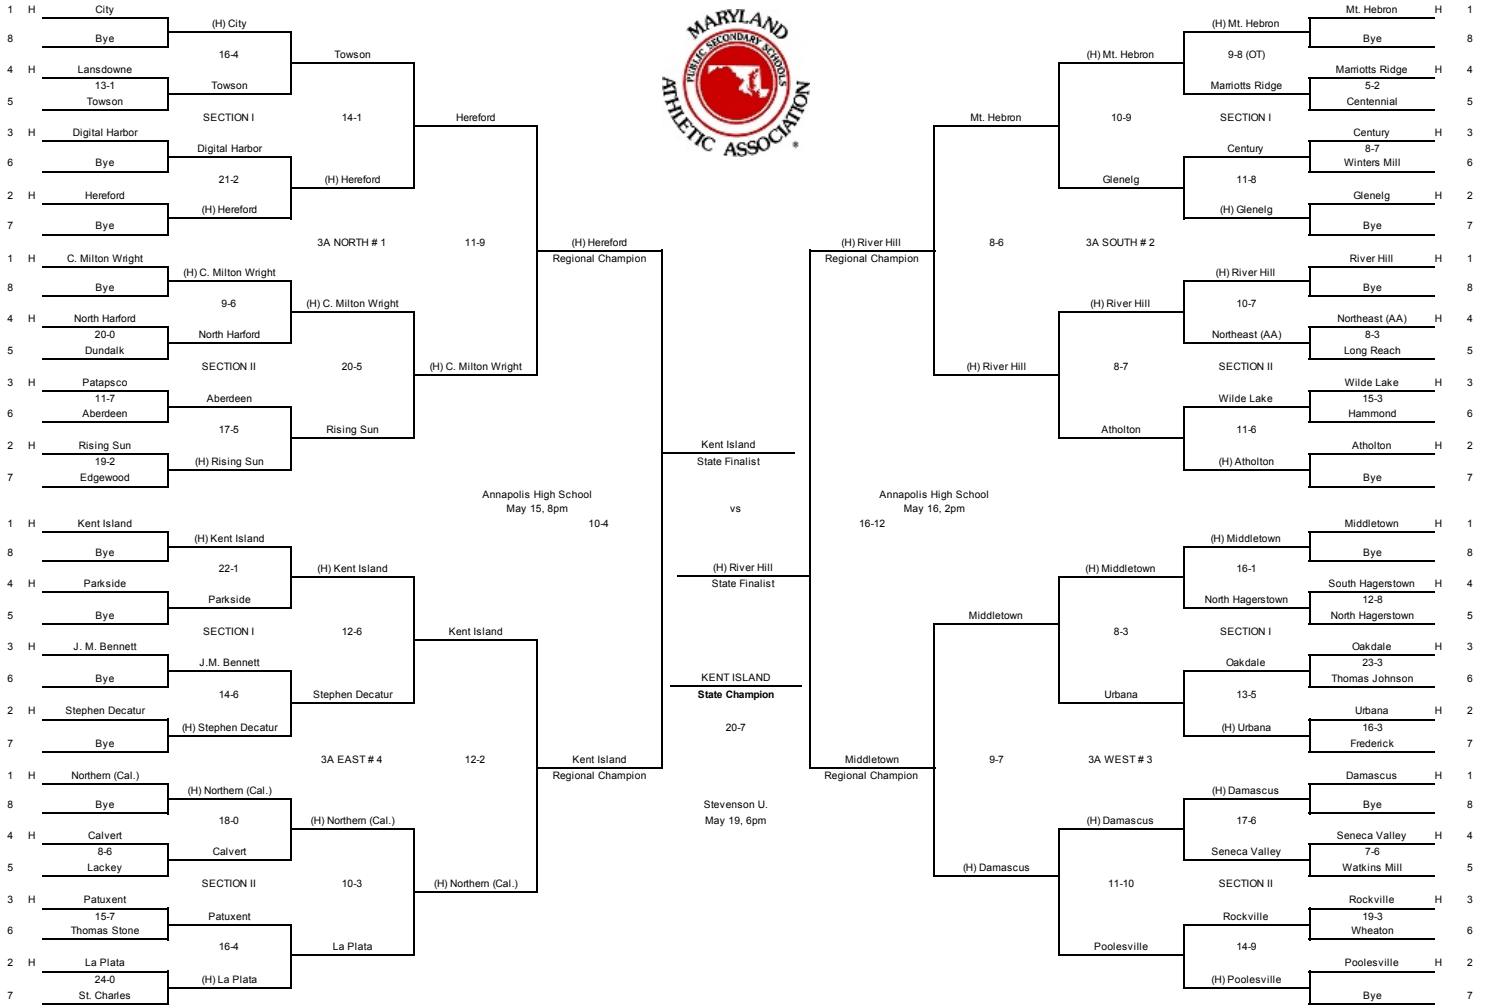 MARYLAND
PUBLIC SECONDARY SCHOOLS
ATHLETIC ASSOCIATION
®
1 H City
8 Bye
4 H Lansdowne
13-1
5 Towson
3 H Digital Harbor
6 Bye
2 H Hereford
7 Bye
1 H C. Milton Wright
8 Bye
4 H North Harford
20-0
5 Dundalk
3 H Patapsco
11-7
6 Aberdeen
2 H Rising Sun
19-2
7 Edgewood
1 H Kent Island
8 Bye
4 H Parkside
5 Bye
3 H J. M. Bennett
6 Bye
2 H Stephen Decatur
7 Bye
1 H Northern (Cal.)
8 Bye
4 H Calvert
8-6
5 Lackey
3 H Patuxent
15-7
6 Thomas Stone
2 H La Plata
24-0
7 St. Charles
(H) City
16-4
Towson
SECTION I
Digital Harbor
21-2
(H) Hereford
(H) C. Milton Wright
9-6
North Harford
SECTION II
Aberdeen
17-5
(H) Rising Sun
(H) Kent Island
22-1
Parkside
SECTION I
J.M. Bennett
14-6
(H) Stephen Decatur
(H) Northern (Cal.)
18-0
Calvert
SECTION II
Patuxent
16-4
(H) La Plata
Towson
14-1
(H) Hereford
3A NORTH # 1
(H) C. Milton Wright
20-5
Rising Sun
(H) Kent Island
12-6
Stephen Decatur
3A EAST # 4
(H) Northern (Cal.)
10-3
La Plata
Hereford
11-9
(H) C. Milton Wright
Kent Island
12-2
(H) Northern (Cal.)
(H) Hereford
Regional Champion
Annapolis High School
May 15, 8pm
10-4
Kent Island
Regional Champion
Kent Island
State Finalist
vs
(H) River Hill
State Finalist
KENT ISLAND
State Champion
20-7
Stevenson U.
May 19, 6pm
(H) River Hill
Regional Champion
Annapolis High School
May 16, 2pm
16-12
Middletown
Regional Champion
Mt. Hebron
8-6
(H) River Hill
Middletown
9-7
(H) Damascus
(H) Mt. Hebron
10-9
Glenelg
3A SOUTH # 2
(H) River Hill
8-7
Atholton
(H) Middletown
8-3
Urbana
3A WEST # 3
(H) Damascus
11-10
Poolesville
(H) Mt. Hebron
9-8 (OT)
Marriotts Ridge
SECTION I
Century
11-8
(H) Glenelg
(H) River Hill
10-7
Northeast (AA)
SECTION II
Wilde Lake
11-6
(H) Atholton
(H) Middletown
16-1
North Hagerstown
SECTION I
Oakdale
13-5
(H) Urbana
(H) Damascus
17-6
Seneca Valley
SECTION II
Rockville
14-9
(H) Poolesville
Mt. Hebron H 1
Bye 8
Marriotts Ridge H 4
5-2
Centennial 5
Century H 3
8-7
Winters Mill 6
Glenelg H 2
Bye 7
River Hill H 1
Bye 8
Northeast (AA) H 4
8-3
Long Reach 5
Wilde Lake H 3
15-3
Hammond 6
Atholton H 2
Bye 7
Middletown H 1
Bye 8
South Hagerstown H 4
12-8
North Hagerstown 5
Oakdale H 3
23-3
Thomas Johnson 6
Urbana H 2
16-3
Frederick 7
Damascus H 1
Bye 8
Seneca Valley H 4
7-6
Watkins Mill 5
Rockville H 3
19-3
Wheaton 6
Poolesville H 2
Bye 7